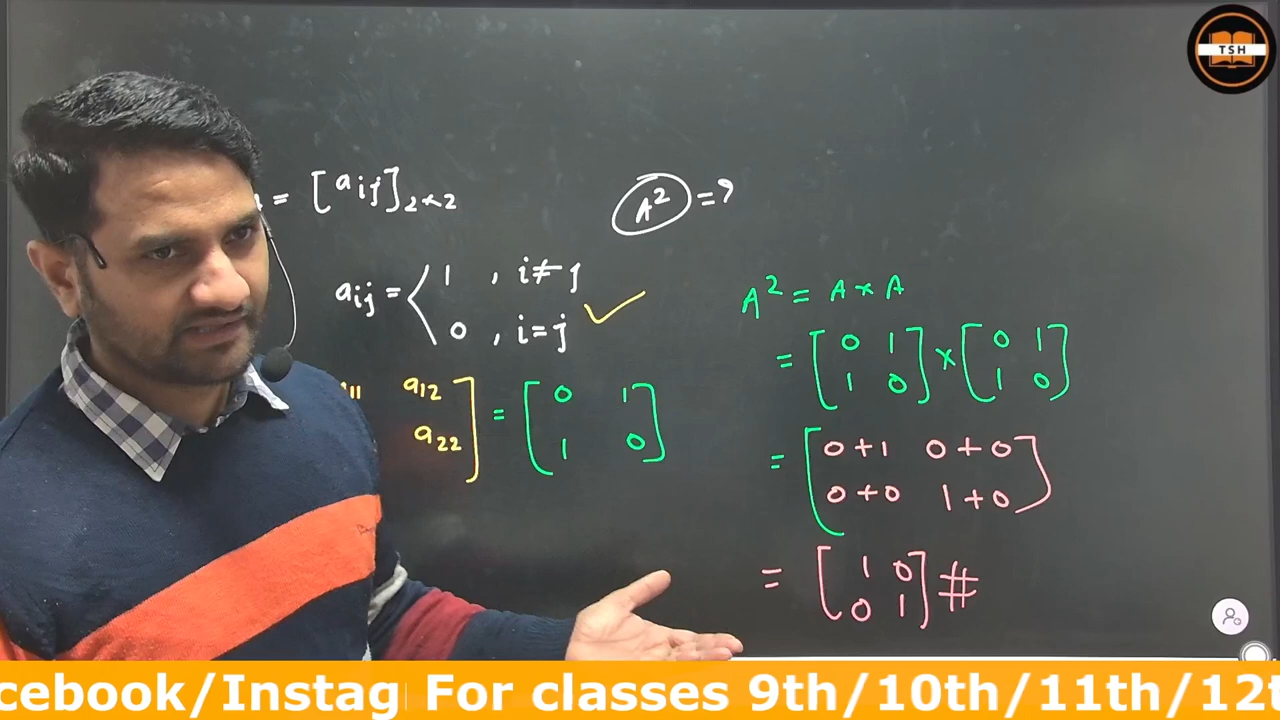 TSH
= [aij]2×2
A² = ?
aij = < 1 , i≠j
0 , i=j ✓
a12
a22 ] = [ 0 1
1 0 ]
A² = A × A
= [ 0 1
1 0 ] × [ 0 1
1 0 ]
= [ 0+1 0+0
0+0 1+0 ]
= [ 1 0
0 1 ] #
cebook/Instag For classes 9th/10th/11th/12t